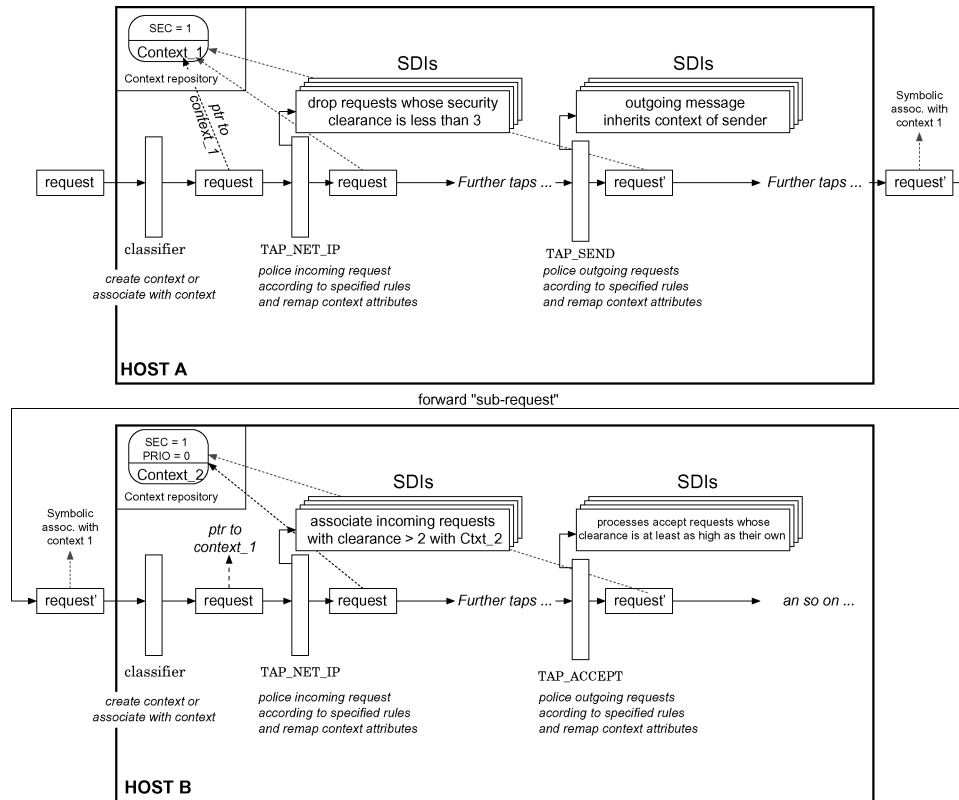 SEC = 1
Context_1
Context repository
ptr to
context_1
SDIs
drop requests whose security
clearance is less than 3
SDIs
outgoing message
inherits context of sender
Symbolic
assoc. with
context 1
request
request
request
Further taps ...
request'
Further taps ...
request'
classifier
create context or
associate with context
TAP_NET_IP
police incoming request
according to specified rules
and remap context attributes
TAP_SEND
police outgoing requests
acording to specified rules
and remap context attributes
HOST A
forward "sub-request"
SEC = 1
PRIO = 0
Context_2
Context repository
Symbolic
assoc. with
context 1
ptr to
context_1
SDIs
associate incoming requests
with clearance > 2 with Ctxt_2
SDIs
processes accept requests whose
clearance is at least as high as their own
request'
request
request
Further taps ...
request'
an so on ...
classifier
create context or
associate with context
TAP_NET_IP
police incoming request
according to specified rules
and remap context attributes
TAP_ACCEPT
police outgoing requests
acording to specified rules
and remap context attributes
HOST B